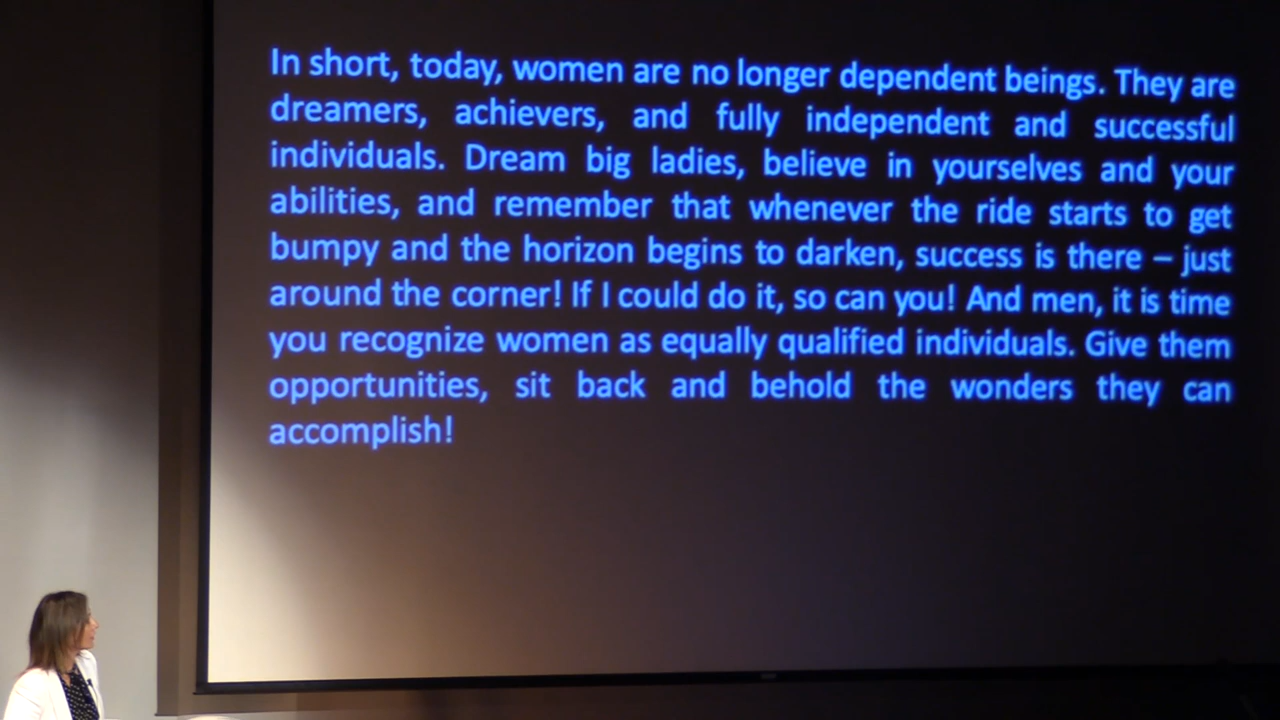 In short, today, women are no longer dependent beings. They are
dreamers, achievers, and fully independent and successful
individuals. Dream big ladies, believe in yourselves and your
abilities, and remember that whenever the ride starts to get
bumpy and the horizon begins to darken, success is there – just
around the corner! If I could do it, so can you! And men, it is time
you recognize women as equally qualified individuals. Give them
opportunities, sit back and behold the wonders they can
accomplish!